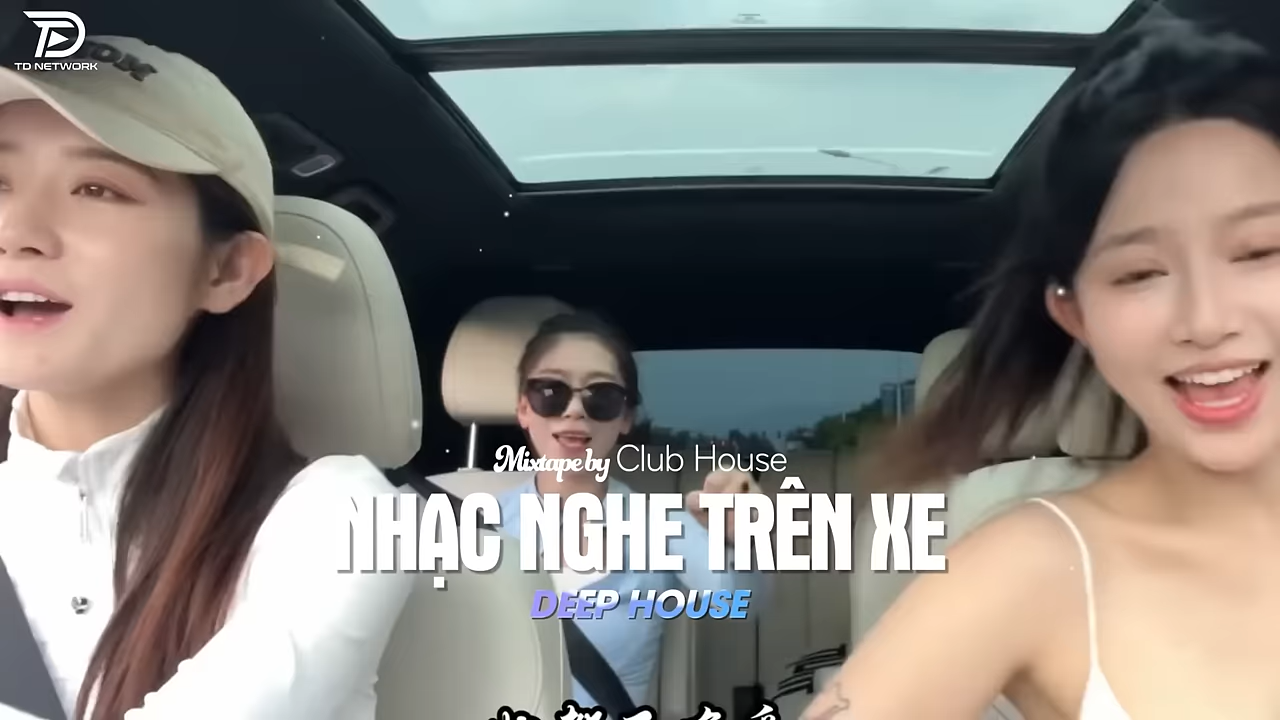 TD NETWORK
Mixtape by Club House
NHẠC NGHE TRÊN XE
DEEP HOUSE